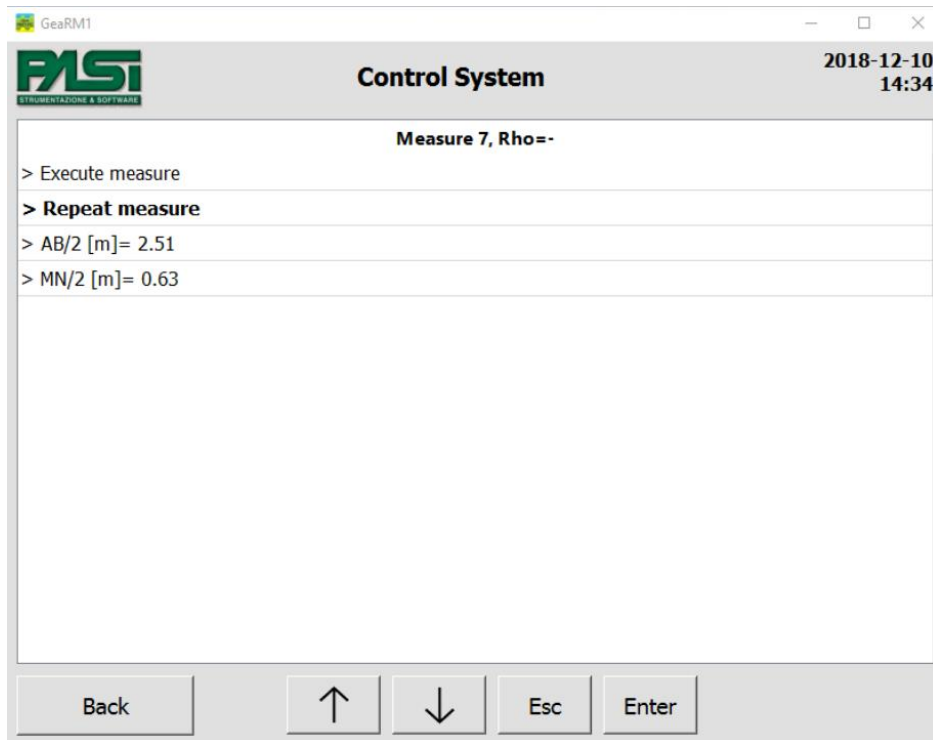 GeaRM1
PASI
STRUMENTAZIONE & SOFTWARE
Control System
2018-12-10
14:34
Measure 7, Rho=-
> Execute measure
> Repeat measure
> AB/2 [m]= 2.51
> MN/2 [m]= 0.63
Back
Esc
Enter